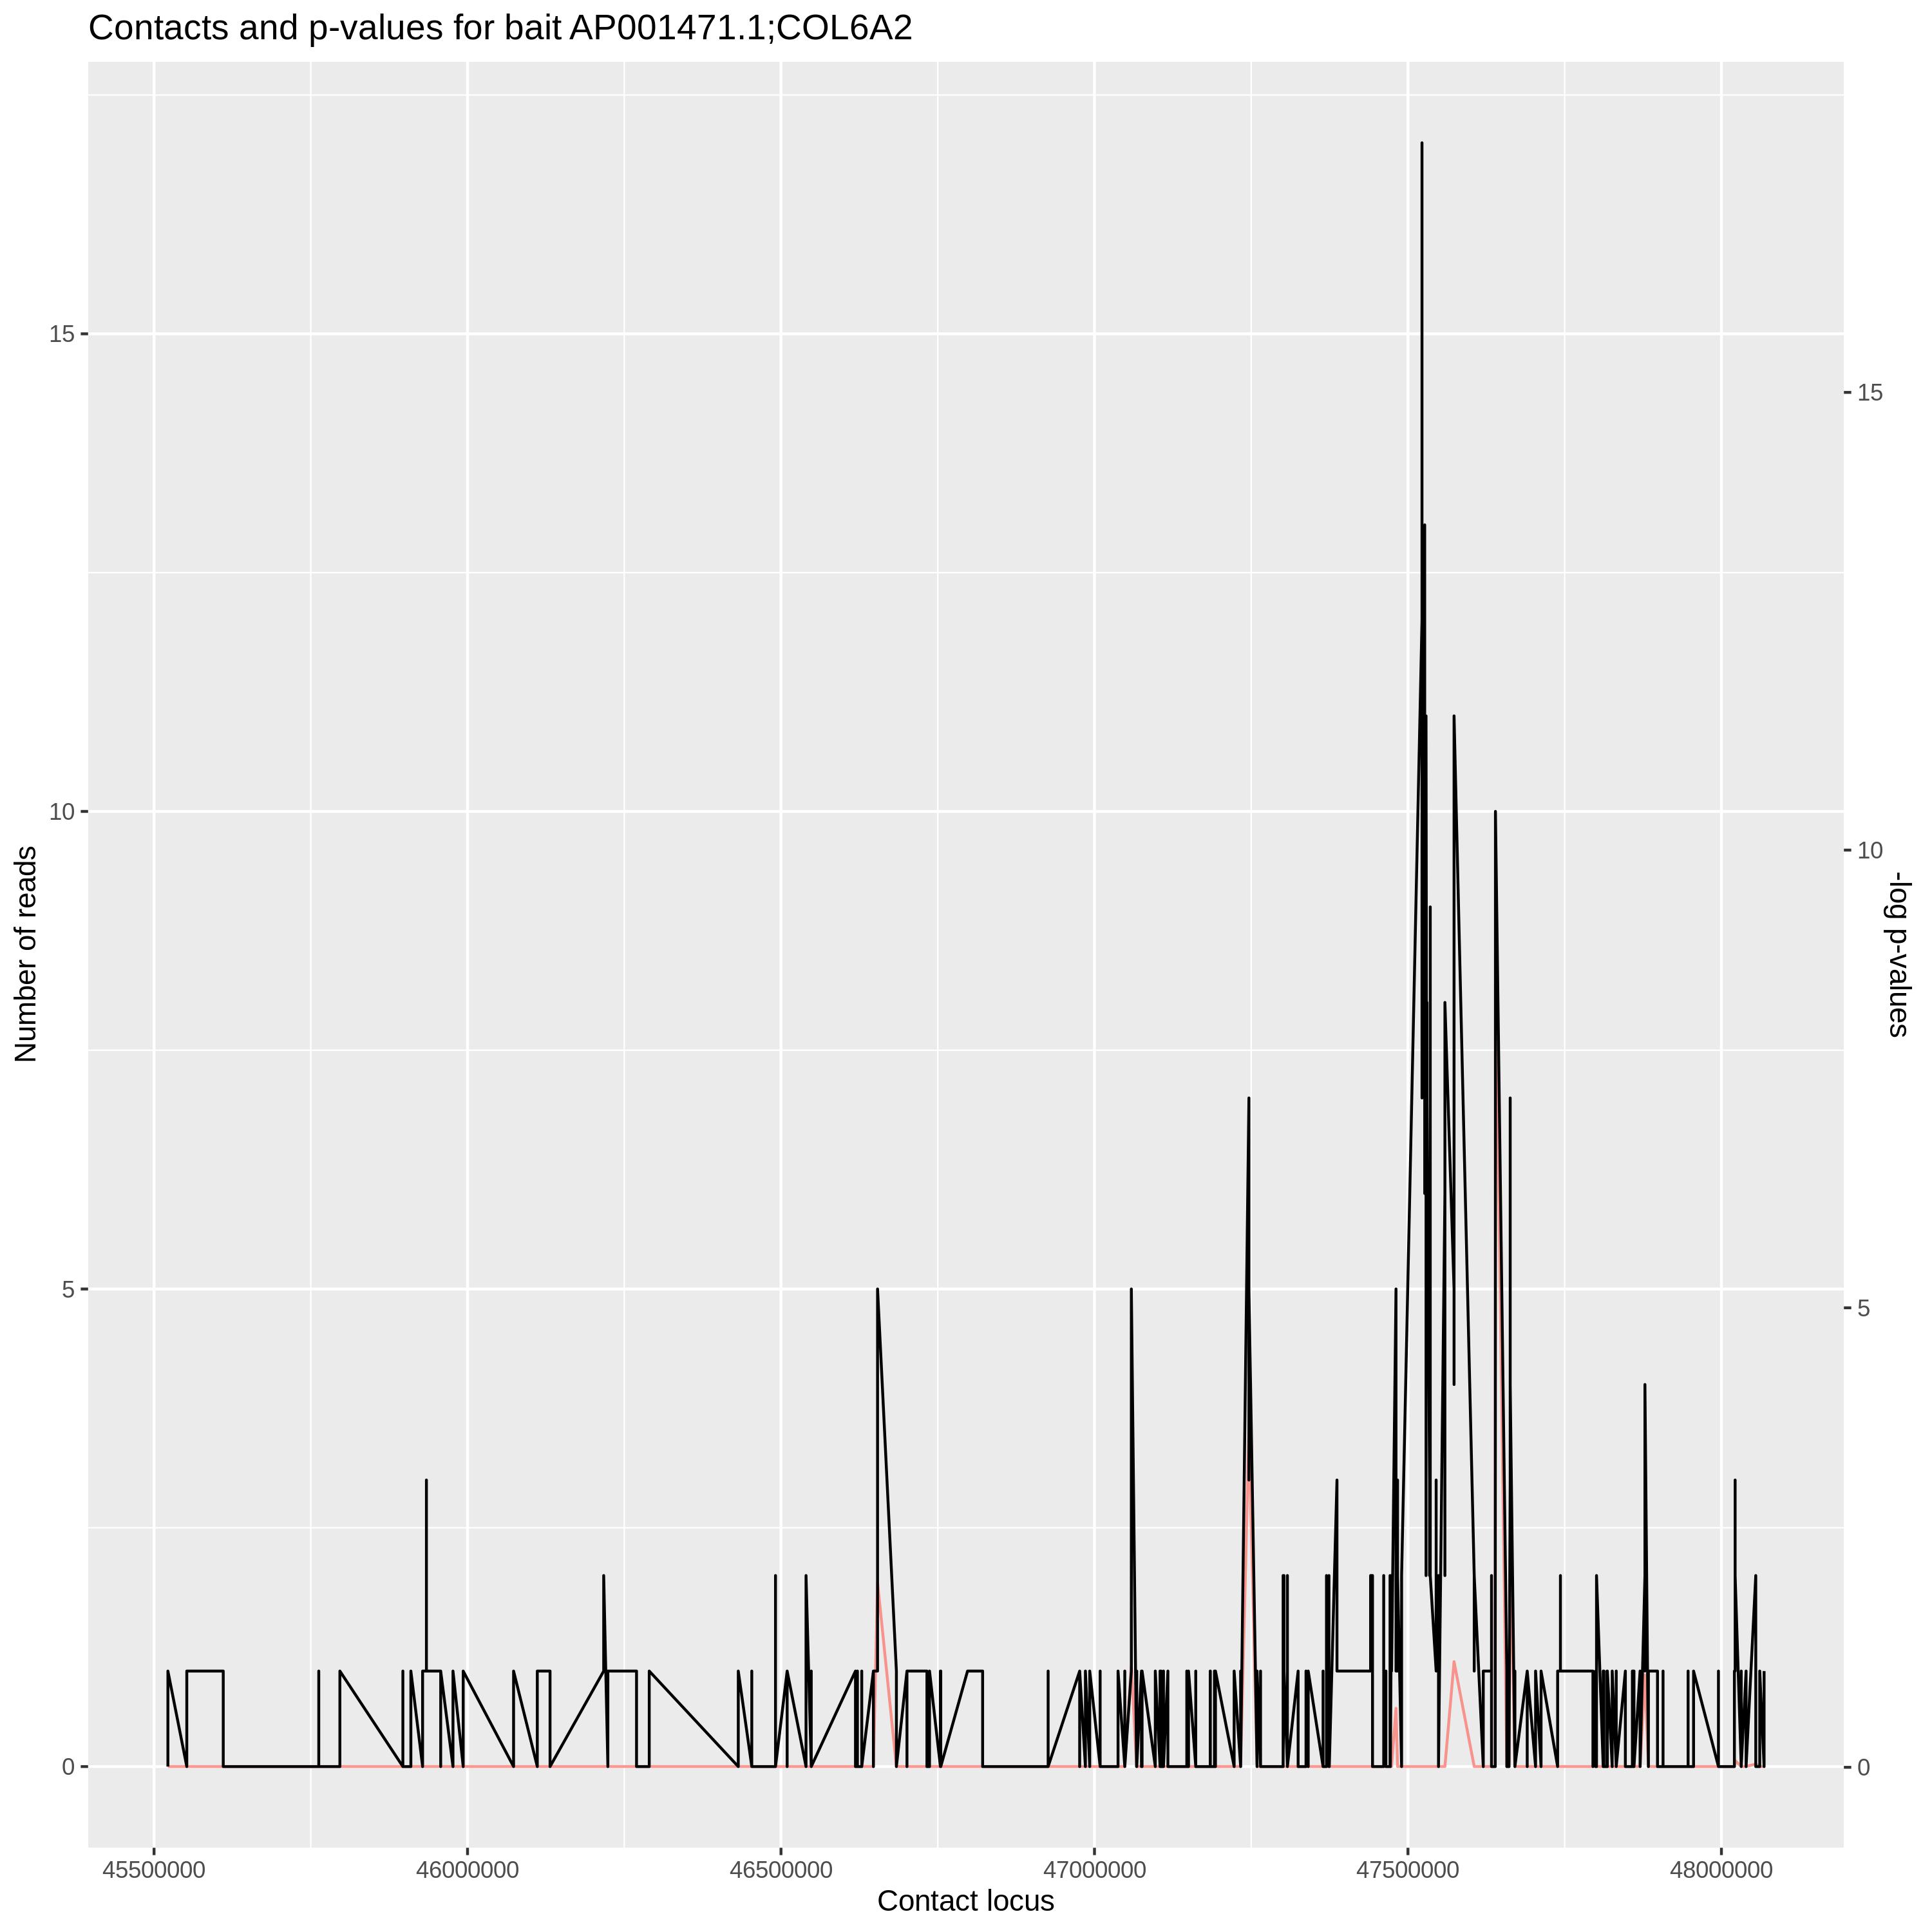 Contacts and p-values for bait AP001471.1;COL6A2
15
10
5
0
Number of reads
15
10
5
0
-log p-values
45500000 46000000 46500000 47000000 47500000 48000000
Contact locus